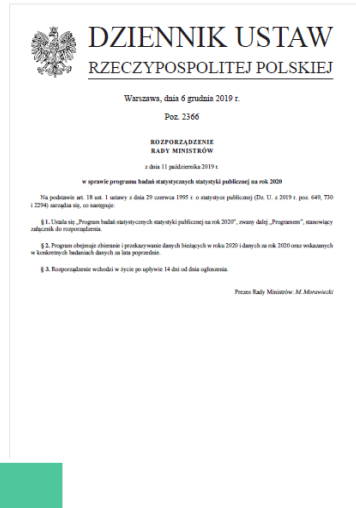 DZIENNIK USTAW
RZECZYPOSPOLITEJ POLSKIEJ
Warszawa, dnia 6 grudnia 2019 r.
Poz. 2366
ROZPORZĄDZENIE
RADY MINISTRÓW
z dnia 11 października 2019 r.
w sprawie programu badań statystycznych statystyki publicznej na rok 2020
Na podstawie art. 18 ust. 1 ustawy z dnia 29 czerwca 1995 r. o statystyce publicznej (Dz. U. z 2019 r. poz. 649, 730
i 2294) zarządza się, co następuje:
§ 1. Ustala się „Program badań statystycznych statystyki publicznej na rok 2020”, zwany dalej „Programem”, stanowiący
załącznik do rozporządzenia.
§ 2. Program obejmuje zbieranie i przekazywanie danych bieżących w roku 2020 i danych za rok 2020 oraz wskazanych
w konkretnych badaniach danych za lata poprzednie.
§ 3. Rozporządzenie wchodzi w życie po upływie 14 dni od dnia ogłoszenia.
Prezes Rady Ministrów: M. Morawiecki